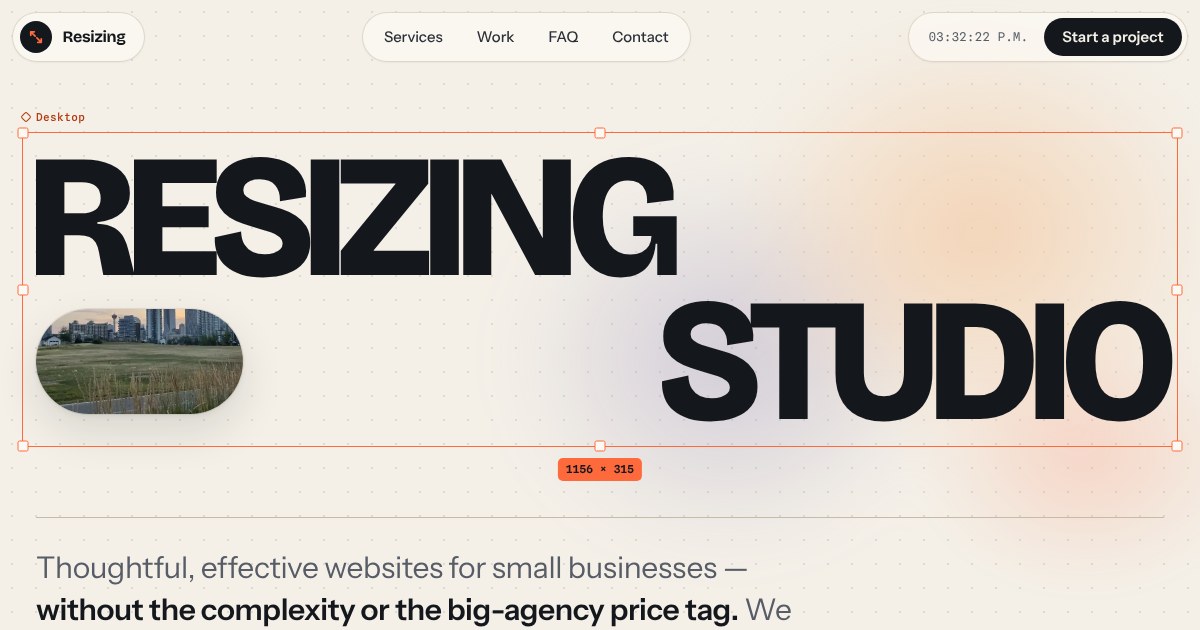 Resizing
Services
Work
FAQ
Contact
03:32:22 P.M.
Start a project
Desktop
RESIZING
STUDIO
1156 × 315
Thoughtful, effective websites for small businesses —
without the complexity or the big-agency price tag. We